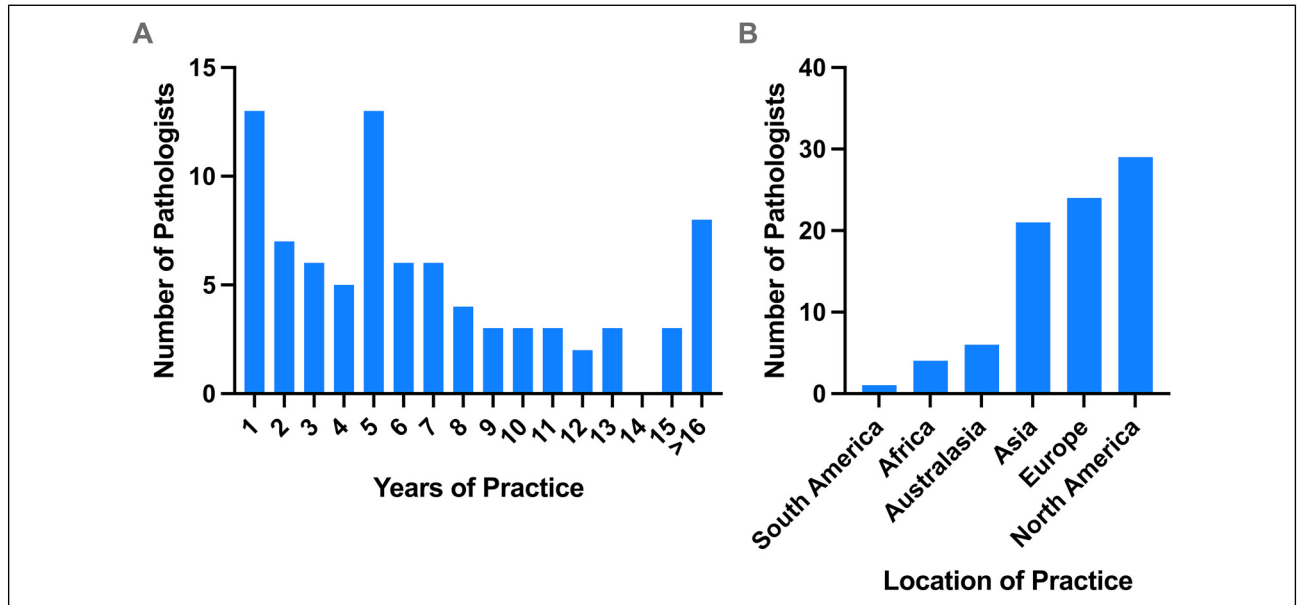 A
15
10
5
0
Number of Pathologists
1
2
3
4
5
6
7
8
9
10
11
12
13
14
15
>16
Years of Practice
B
40
30
20
10
0
Number of Pathologists
South America
Africa
Australasia
Asia
Europe
North America
Location of Practice